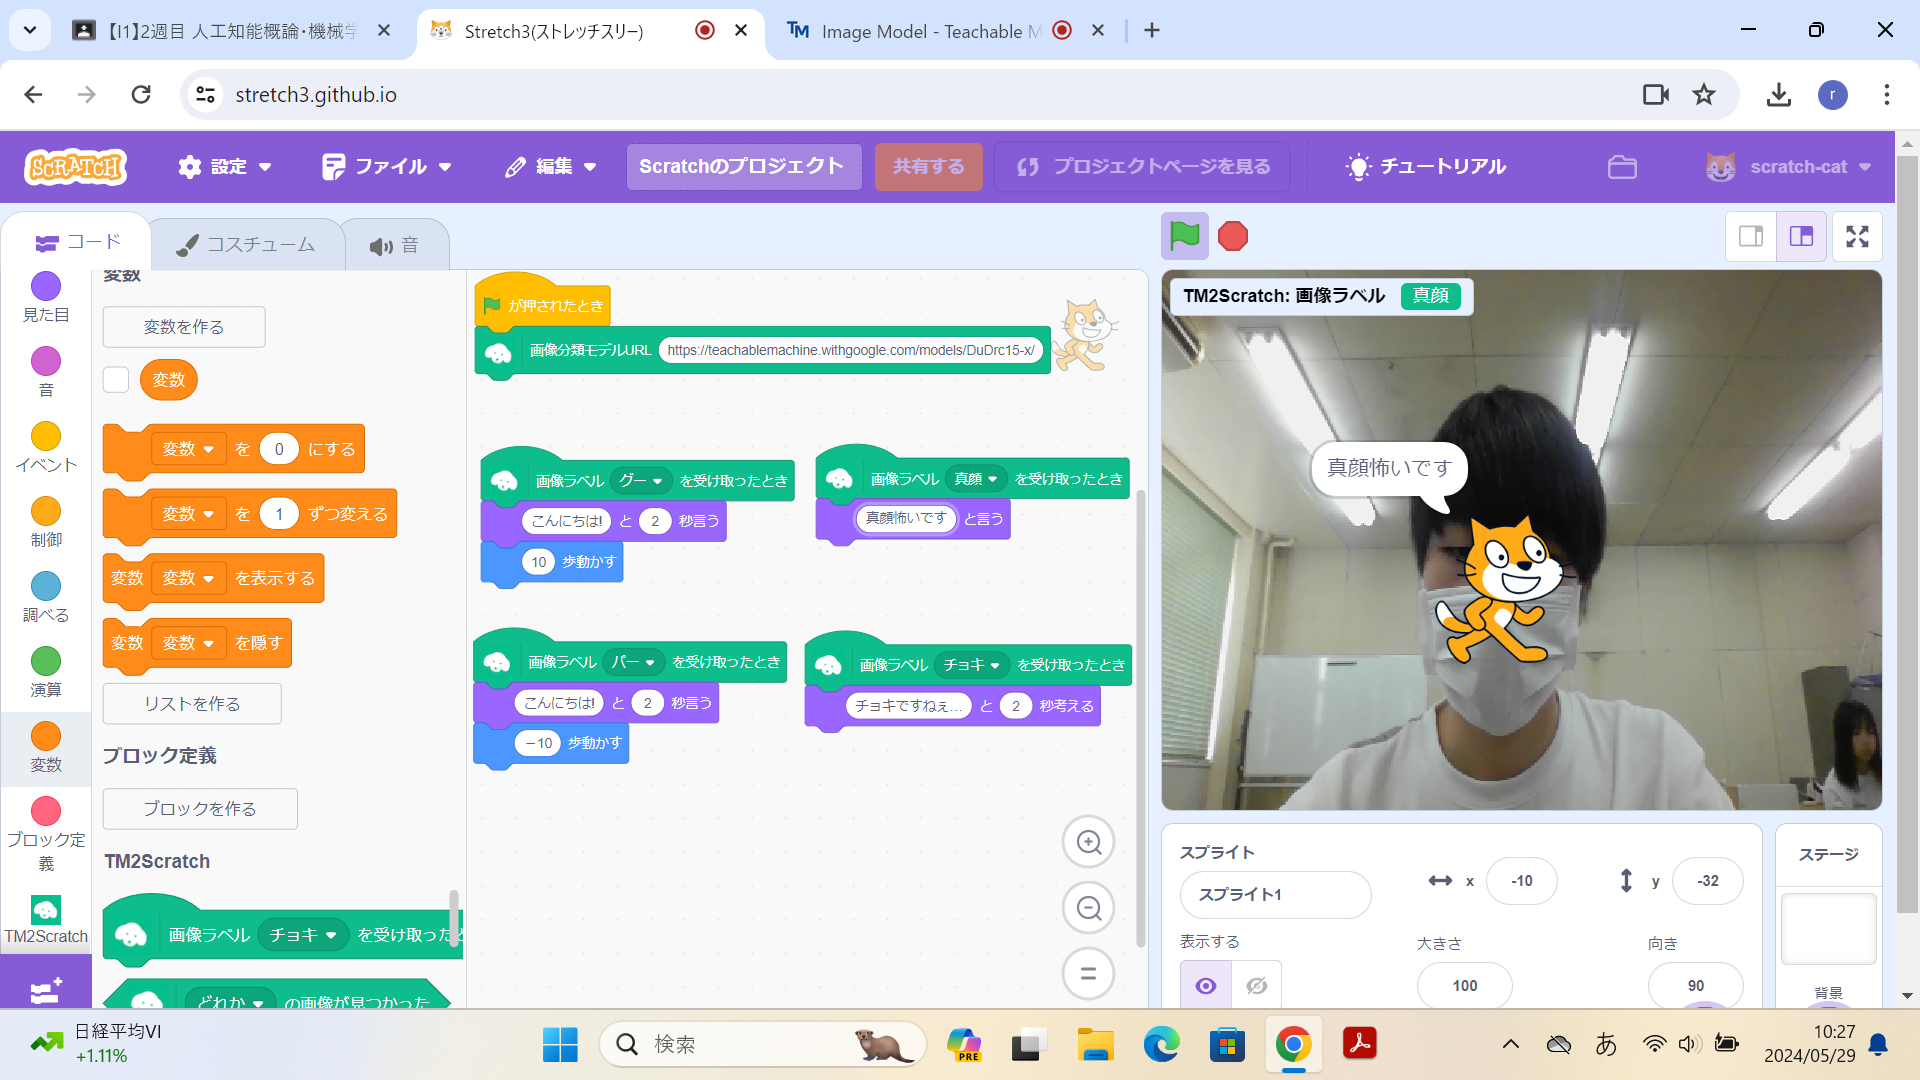 【I1】2週目 人工知能概論・機械学
Stretch3(ストレッチスリー)
Image Model - Teachable M
stretch3.github.io
r
SCRATCH
設定
ファイル
編集
Scratchのプロジェクト
共有する
プロジェクトページを見る
チュートリアル
scratch-cat
コード
コスチューム
音
見た目
音
イベント
制御
調べる
演算
変数
ブロック定
義
TM2Scratch
変数
変数を作る
変数
変数 を 0 にする
変数 を 1 ずつ変える
変数 変数 を表示する
変数 変数 を隠す
リストを作る
ブロック定義
ブロックを作る
TM2Scratch
画像ラベル チョキ を受け取ったと
どれか の画像が見つかった
が押されたとき
画像分類モデルURL https://teachablemachine.withgoogle.com/models/DuDrc15-x/
画像ラベル グー を受け取ったとき
こんにちは! と 2 秒言う
10 歩動かす
画像ラベル 真顔 を受け取ったとき
真顔怖いです と言う
画像ラベル パー を受け取ったとき
こんにちは! と 2 秒言う
-10 歩動かす
画像ラベル チョキ を受け取ったとき
チョキですねぇ... と 2 秒考える
TM2Scratch: 画像ラベル 真顔
真顔怖いです
スプライト
スプライト1
x -10
y -32
表示する
大きさ
100
向き
90
ステージ
背景
日経平均VI
+1.11%
検索
PRE
あ
10:27
2024/05/29